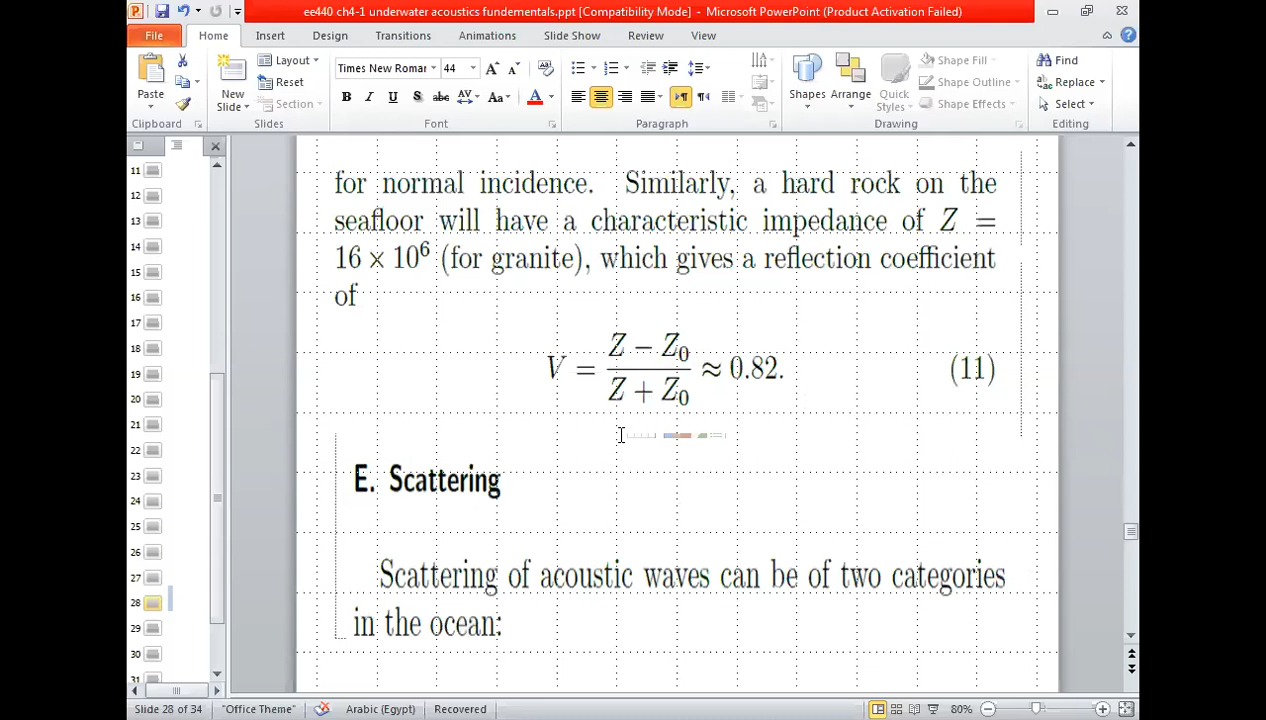 ee440 ch4-1 underwater acoustics fundementals.ppt [Compatibility Mode] - Microsoft PowerPoint (Product Activation Failed)
File Home Insert Design Transitions Animations Slide Show Review View
Paste
Clipboard
New Slide
Layout
Reset
Section
Slides
Times New Romar 44
B I U S abc AV Aa A
Font
Paragraph
Shapes Arrange Quick Styles
Shape Fill
Shape Outline
Shape Effects
Drawing
Find
Replace
Select
Editing
11
12
13
14
15
16
17
18
19
20
21
22
23
24
25
26
27
28
29
30
31
for normal incidence. Similarly, a hard rock on the
seafloor will have a characteristic impedance of Z =
16 × 10⁶ (for granite), which gives a reflection coefficient
of
V = (Z − Z₀)/(Z + Z₀) ≈ 0.82. (11)
E. Scattering
Scattering of acoustic waves can be of two categories
in the ocean:
Slide 28 of 34 "Office Theme" Arabic (Egypt) Recovered 80%